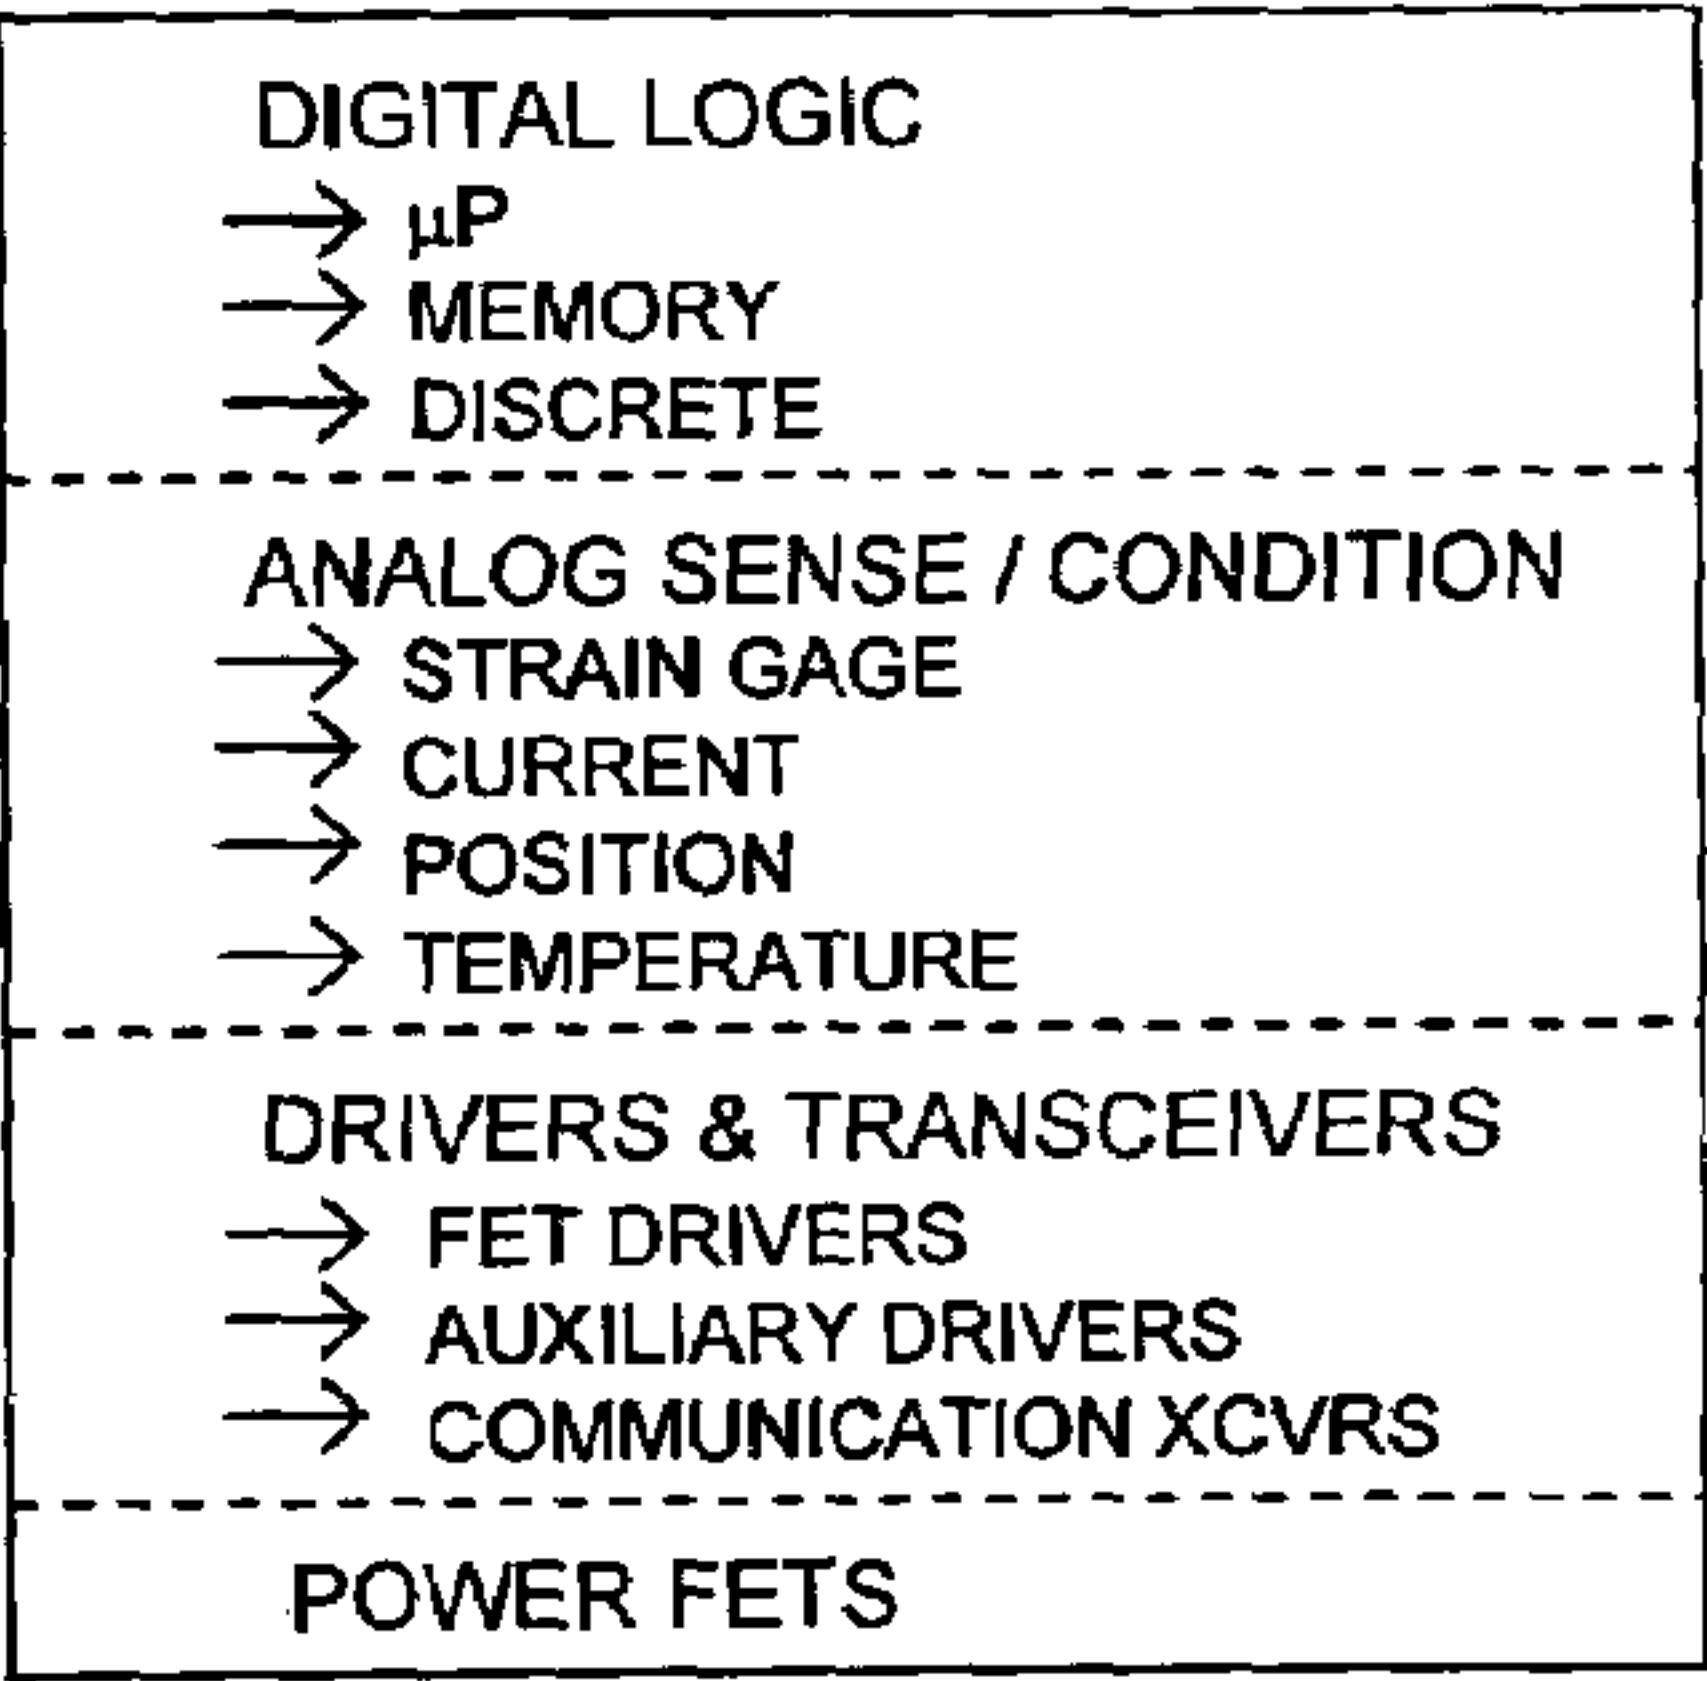 DIGITAL LOGIC
→ µP
→ MEMORY
→ DISCRETE
ANALOG SENSE / CONDITION
→ STRAIN GAGE
→ CURRENT
→ POSITION
→ TEMPERATURE
DRIVERS & TRANSCEIVERS
→ FET DRIVERS
→ AUXILIARY DRIVERS
→ COMMUNICATION XCVRS
POWER FETS